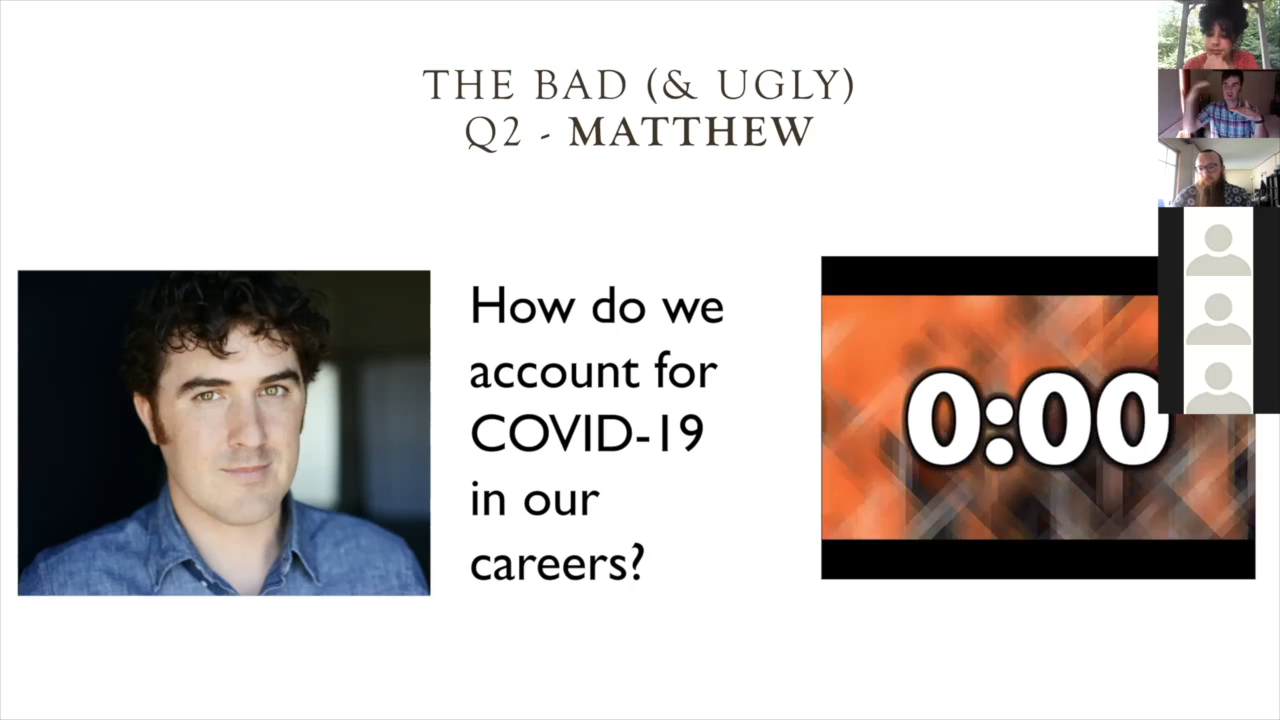 THE BAD (& UGLY)
Q2 - MATTHEW
How do we
account for
COVID-19
in our
careers?
0:00